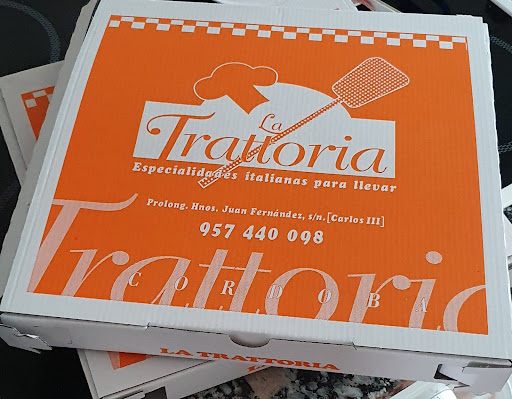 La
Trattoria
Especialidades italianas para llevar
Prolong. Hnos. Juan Fernández, s/n. [Carlos III]
957 440 098
Trattoria
CORDOBA
LA TRATTORIA